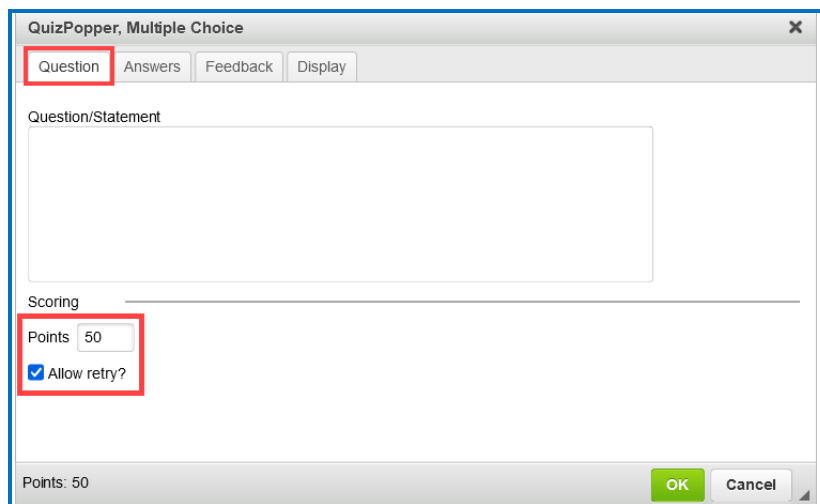 QuizPopper, Multiple Choice
Question Answers Feedback Display
Question/Statement
Scoring
Points 50
Allow retry?
Points: 50 OK Cancel